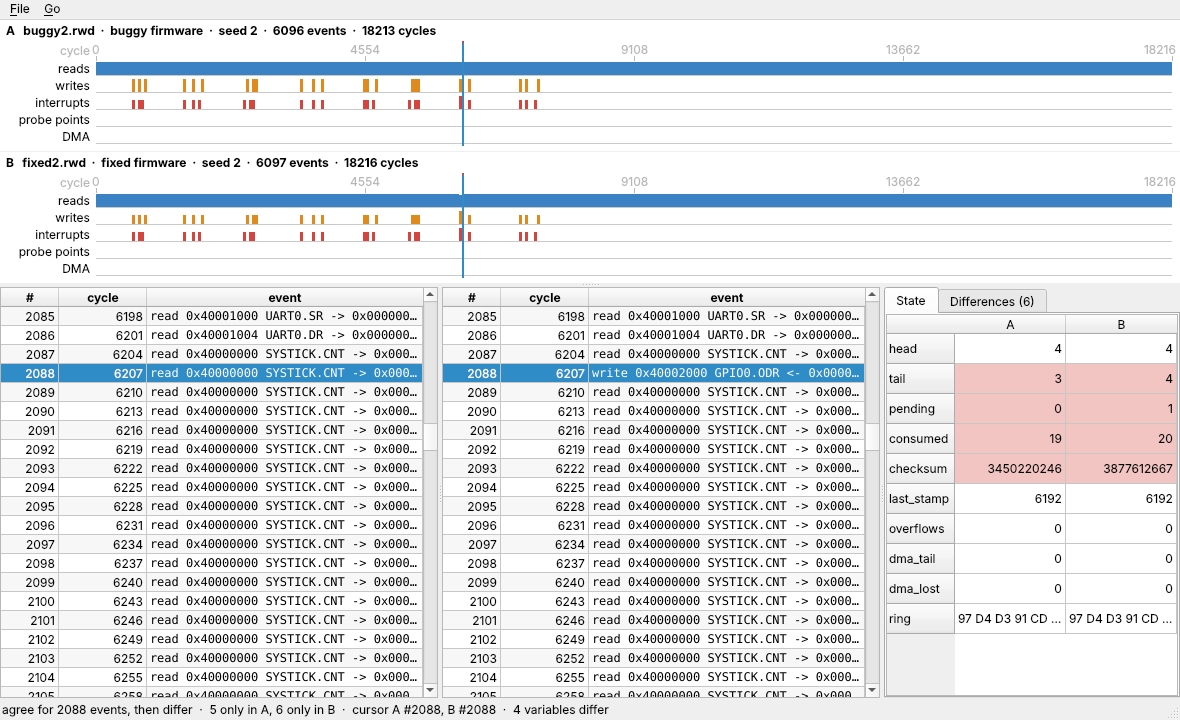 File Go
A buggy2.rwd · buggy firmware · seed 2 · 6096 events · 18213 cycles
cycle 0 4554 9108 13662 18216
reads
writes
interrupts
probe points
DMA
B fixed2.rwd · fixed firmware · seed 2 · 6097 events · 18216 cycles
cycle 0 4554 9108 13662 18216
reads
writes
interrupts
probe points
DMA
# cycle event
2085 6198 read 0x40001000 UART0.SR -> 0x000000…
2086 6201 read 0x40001004 UART0.DR -> 0x000000…
2087 6204 read 0x40000000 SYSTICK.CNT -> 0x000…
2088 6207 read 0x40000000 SYSTICK.CNT -> 0x000…
2089 6210 read 0x40000000 SYSTICK.CNT -> 0x000…
2090 6213 read 0x40000000 SYSTICK.CNT -> 0x000…
2091 6216 read 0x40000000 SYSTICK.CNT -> 0x000…
2092 6219 read 0x40000000 SYSTICK.CNT -> 0x000…
2093 6222 read 0x40000000 SYSTICK.CNT -> 0x000…
2094 6225 read 0x40000000 SYSTICK.CNT -> 0x000…
2095 6228 read 0x40000000 SYSTICK.CNT -> 0x000…
2096 6231 read 0x40000000 SYSTICK.CNT -> 0x000…
2097 6234 read 0x40000000 SYSTICK.CNT -> 0x000…
2098 6237 read 0x40000000 SYSTICK.CNT -> 0x000…
2099 6240 read 0x40000000 SYSTICK.CNT -> 0x000…
2100 6243 read 0x40000000 SYSTICK.CNT -> 0x000…
2101 6246 read 0x40000000 SYSTICK.CNT -> 0x000…
2102 6249 read 0x40000000 SYSTICK.CNT -> 0x000…
2103 6252 read 0x40000000 SYSTICK.CNT -> 0x000…
2104 6255 read 0x40000000 SYSTICK.CNT -> 0x000…
2105 6258 read 0x40000000 SYSTICK.CNT -> 0x000…
# cycle event
2085 6198 read 0x40001000 UART0.SR -> 0x000000…
2086 6201 read 0x40001004 UART0.DR -> 0x000000…
2087 6204 read 0x40000000 SYSTICK.CNT -> 0x000…
2088 6207 write 0x40002000 GPIO0.ODR <- 0x0000…
2089 6210 read 0x40000000 SYSTICK.CNT -> 0x000…
2090 6213 read 0x40000000 SYSTICK.CNT -> 0x000…
2091 6216 read 0x40000000 SYSTICK.CNT -> 0x000…
2092 6219 read 0x40000000 SYSTICK.CNT -> 0x000…
2093 6222 read 0x40000000 SYSTICK.CNT -> 0x000…
2094 6225 read 0x40000000 SYSTICK.CNT -> 0x000…
2095 6228 read 0x40000000 SYSTICK.CNT -> 0x000…
2096 6231 read 0x40000000 SYSTICK.CNT -> 0x000…
2097 6234 read 0x40000000 SYSTICK.CNT -> 0x000…
2098 6237 read 0x40000000 SYSTICK.CNT -> 0x000…
2099 6240 read 0x40000000 SYSTICK.CNT -> 0x000…
2100 6243 read 0x40000000 SYSTICK.CNT -> 0x000…
2101 6246 read 0x40000000 SYSTICK.CNT -> 0x000…
2102 6249 read 0x40000000 SYSTICK.CNT -> 0x000…
2103 6252 read 0x40000000 SYSTICK.CNT -> 0x000…
2104 6255 read 0x40000000 SYSTICK.CNT -> 0x000…
2105 6258 read 0x40000000 SYSTICK.CNT -> 0x000…
State Differences (6)
A B
head 4 4
tail 3 4
pending 0 1
consumed 19 20
checksum 3450220246 3877612667
last_stamp 6192 6192
overflows 0 0
dma_tail 0 0
dma_lost 0 0
ring 97 D4 D3 91 CD … 97 D4 D3 91 CD …
agree for 2088 events, then differ · 5 only in A, 6 only in B · cursor A #2088, B #2088 · 4 variables differ